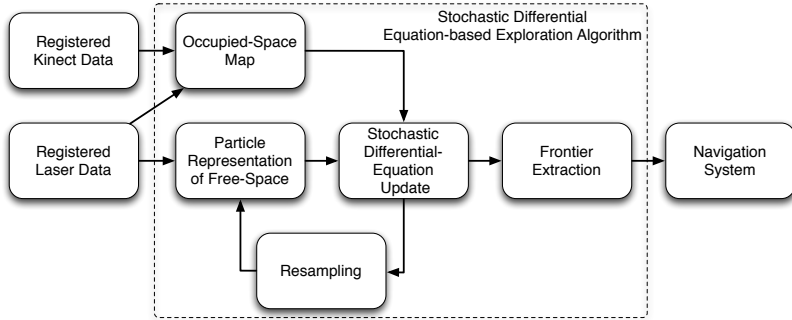 Stochastic Differential
Equation-based Exploration Algorithm
Registered
Kinect Data
Occupied-Space
Map
Registered
Laser Data
Particle
Representation
of Free-Space
Stochastic
Differential-
Equation
Update
Frontier
Extraction
Navigation
System
Resampling